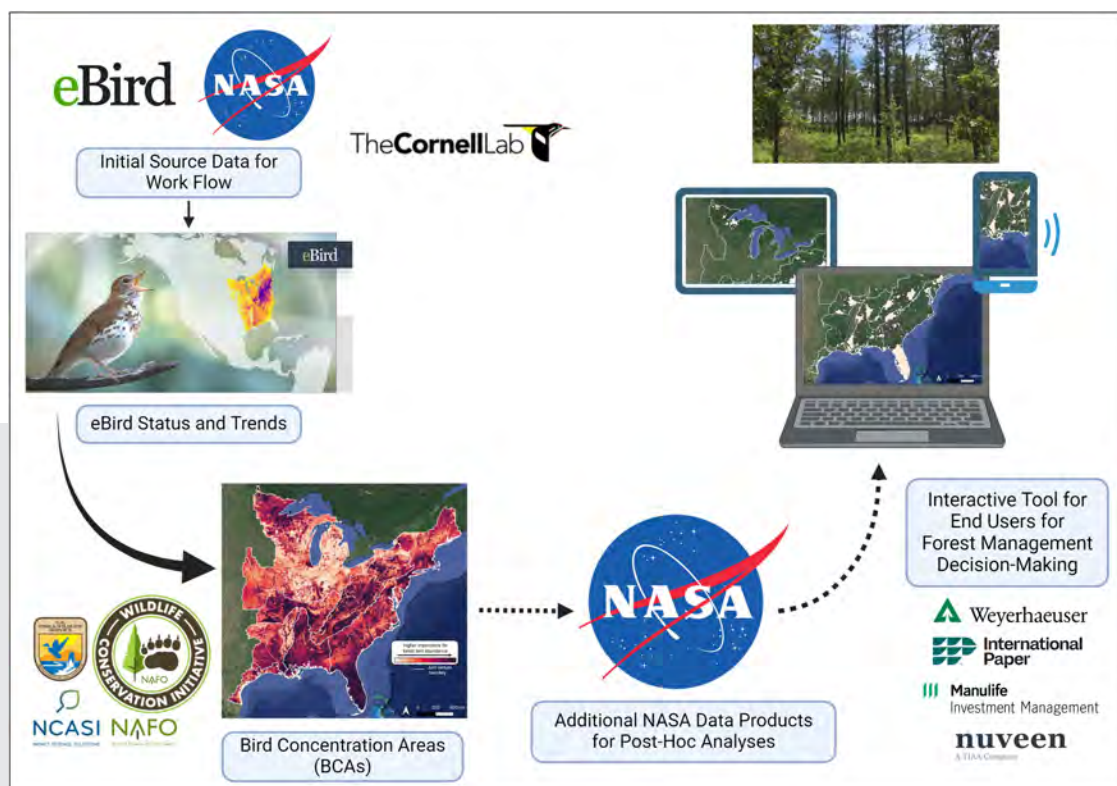 eBird
NASA
Initial Source Data for
Work Flow
TheCornellLab
eBird
eBird Status and Trends
WILDLIFE
CONSERVATION INITIATIVE
NAFO
NCASI
NAFO
Bird Concentration Areas
(BCAs)
NASA
Additional NASA Data Products
for Post-Hoc Analyses
Interactive Tool for
End Users for
Forest Management
Decision-Making
Weyerhaeuser
International
Paper
Manulife
Investment Management
nuveen
A TIAA Company